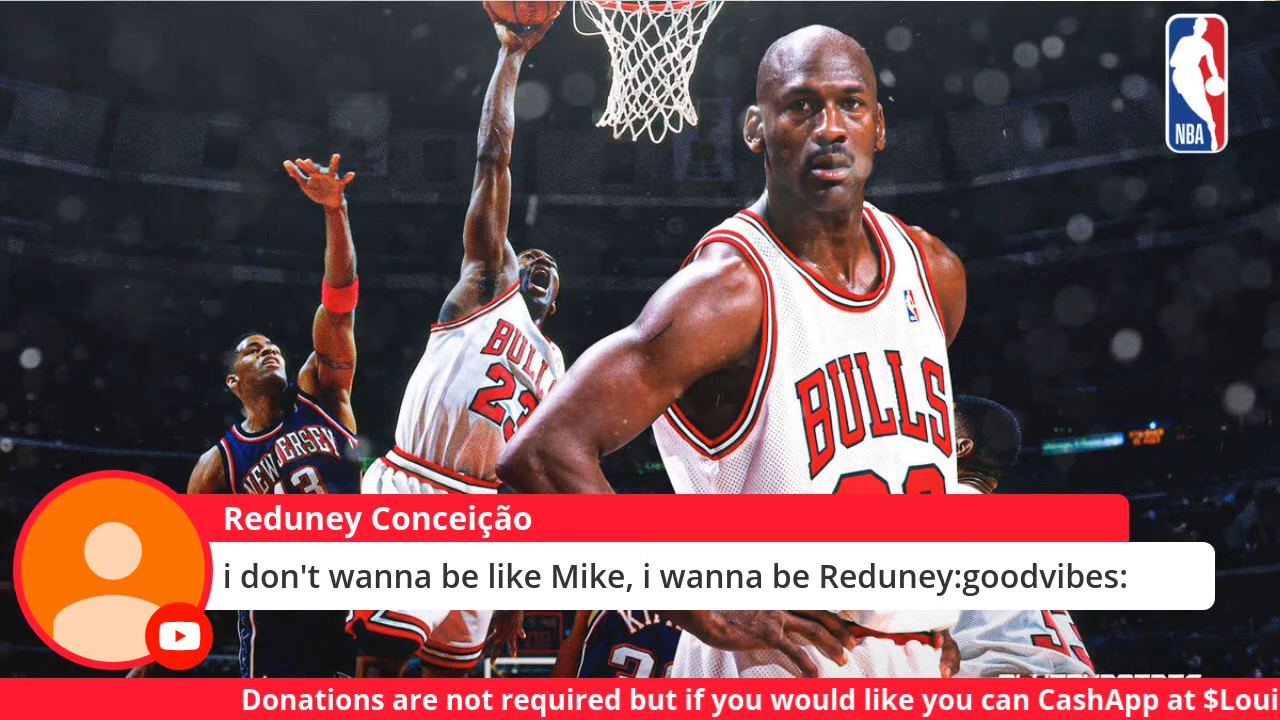 NBA
BULLS
23
BULLS
NEW JERSEY
13
Reduney Conceição
i don't wanna be like Mike, i wanna be Reduney:goodvibes:
Donations are not required but if you would like you can CashApp at $Loui